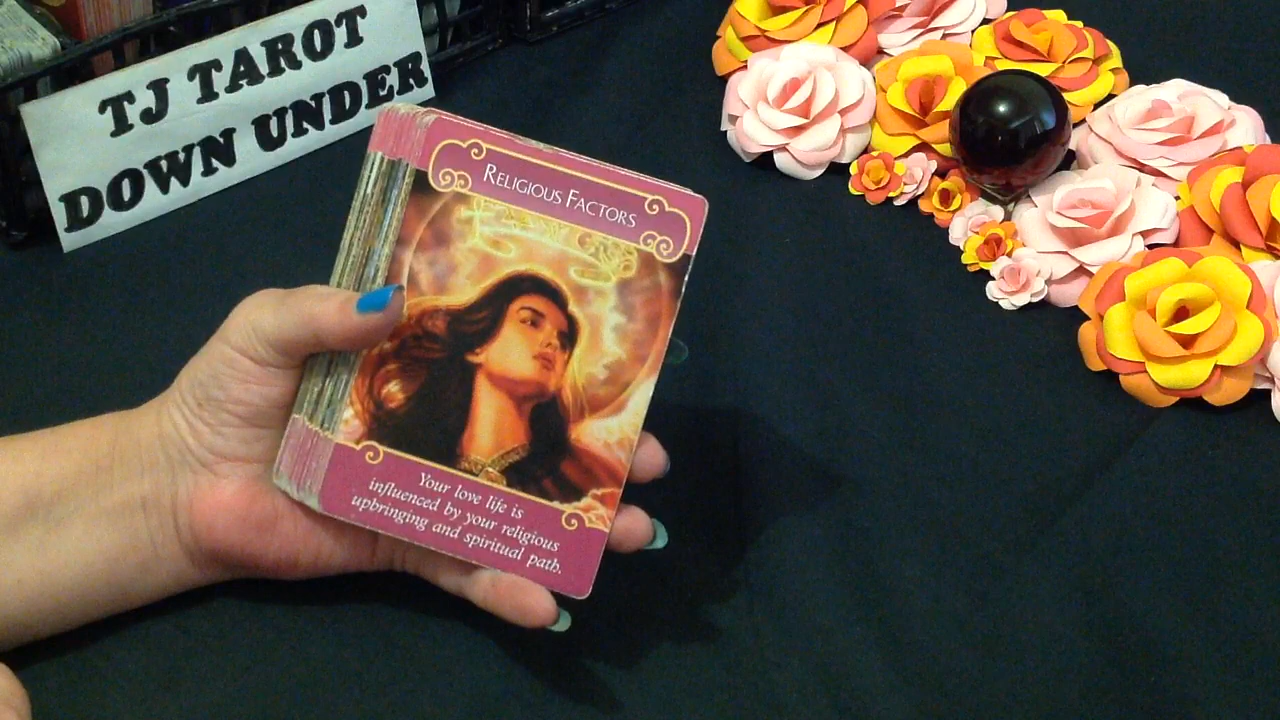 TJ TAROT
DOWN UNDER
RELIGIOUS FACTORS
Your love life is
influenced by your religious
upbringing and spiritual path.